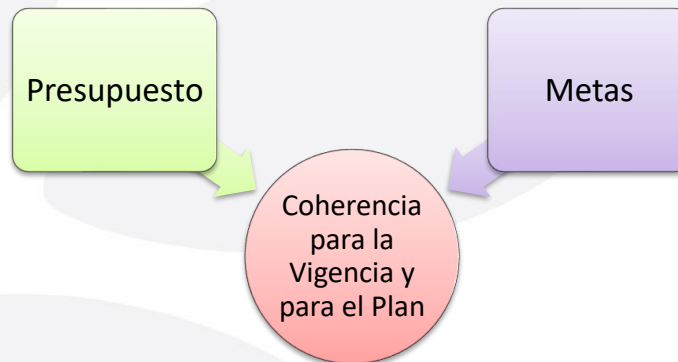 Presupuesto
Metas
Coherencia
para la
Vigencia y
para el Plan